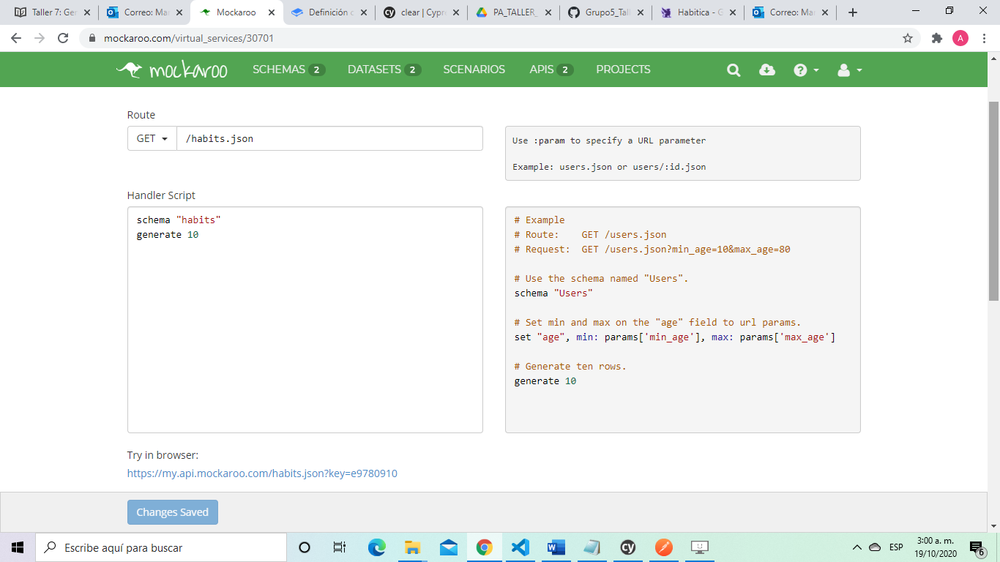 Taller 7: Ger
Correo: Mar
Mockaroo
Definición d
clear | Cypre
PA_TALLER_
Grupo5_Tall
Habitica - G
Correo: Mar
mockaroo.com/virtual_services/30701
A
mockaroo
SCHEMAS 2
DATASETS 2
SCENARIOS
APIS 2
PROJECTS
Route
GET
/habits.json
Use :param to specify a URL parameter
Example: users.json or users/:id.json
Handler Script
schema "habits"
generate 10
# Example
# Route:    GET /users.json
# Request:  GET /users.json?min_age=10&max_age=80
# Use the schema named "Users".
schema "Users"
# Set min and max on the "age" field to url params.
set "age", min: params['min_age'], max: params['max_age']
# Generate ten rows.
generate 10
Try in browser:
https://my.api.mockaroo.com/habits.json?key=e9780910
Changes Saved
Escribe aquí para buscar
ESP
3:00 a. m.
19/10/2020
6